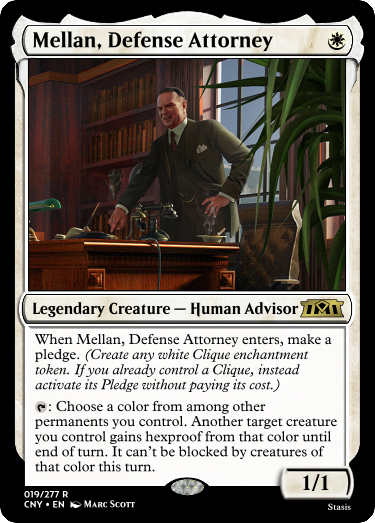 Mellan, Defense Attorney
Legendary Creature — Human Advisor
When Mellan, Defense Attorney enters, make a
pledge. (Create any white Clique enchantment
token. If you already control a Clique, instead
activate its Pledge without paying its cost.)
: Choose a color from among other
permanents you control. Another target creature
you control gains hexproof from that color until
end of turn. It can't be blocked by creatures of
that color this turn.
1/1
019/277 R
CNY • EN Marc Scott
Stasis